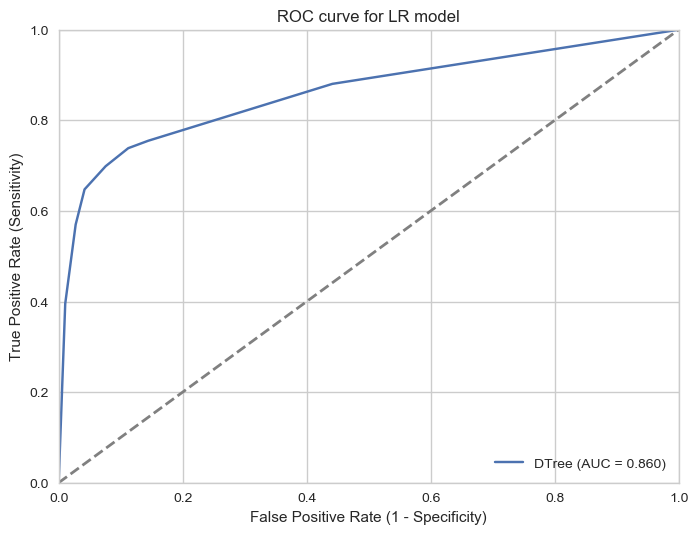 ROC curve for LR model
1.0
0.8
0.6
0.4
0.2
0.0
True Positive Rate (Sensitivity)
DTree (AUC = 0.860)
0.0 0.2 0.4 0.6 0.8 1.0
False Positive Rate (1 - Specificity)